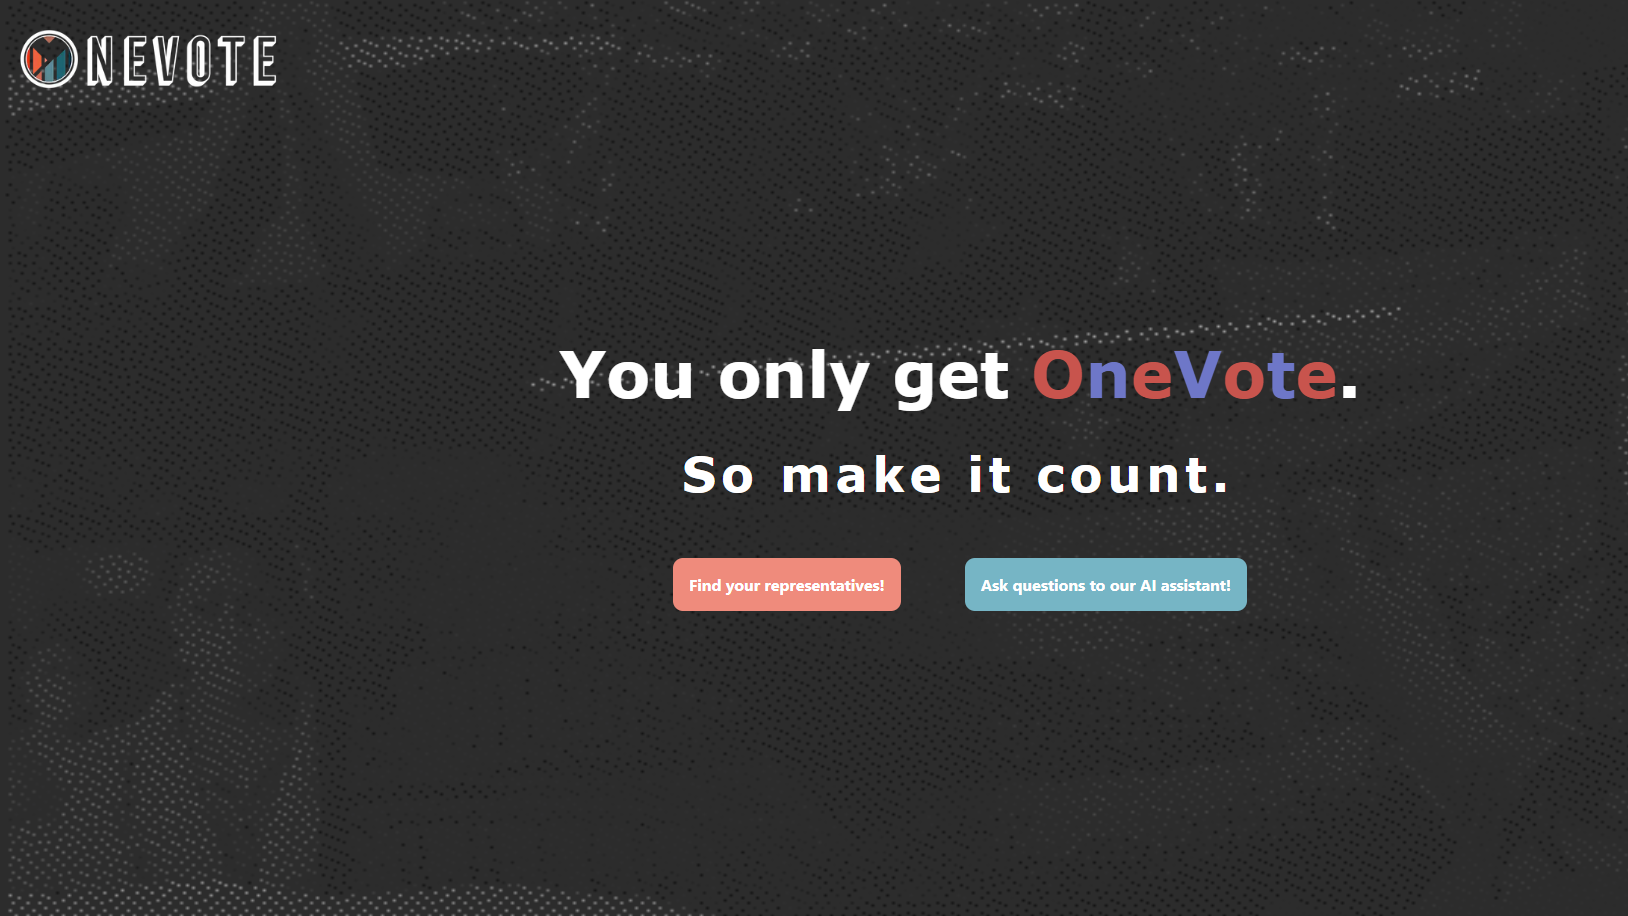 ONEVOTE
You only get OneVote.
So make it count.
Find your representatives!
Ask questions to our AI assistant!